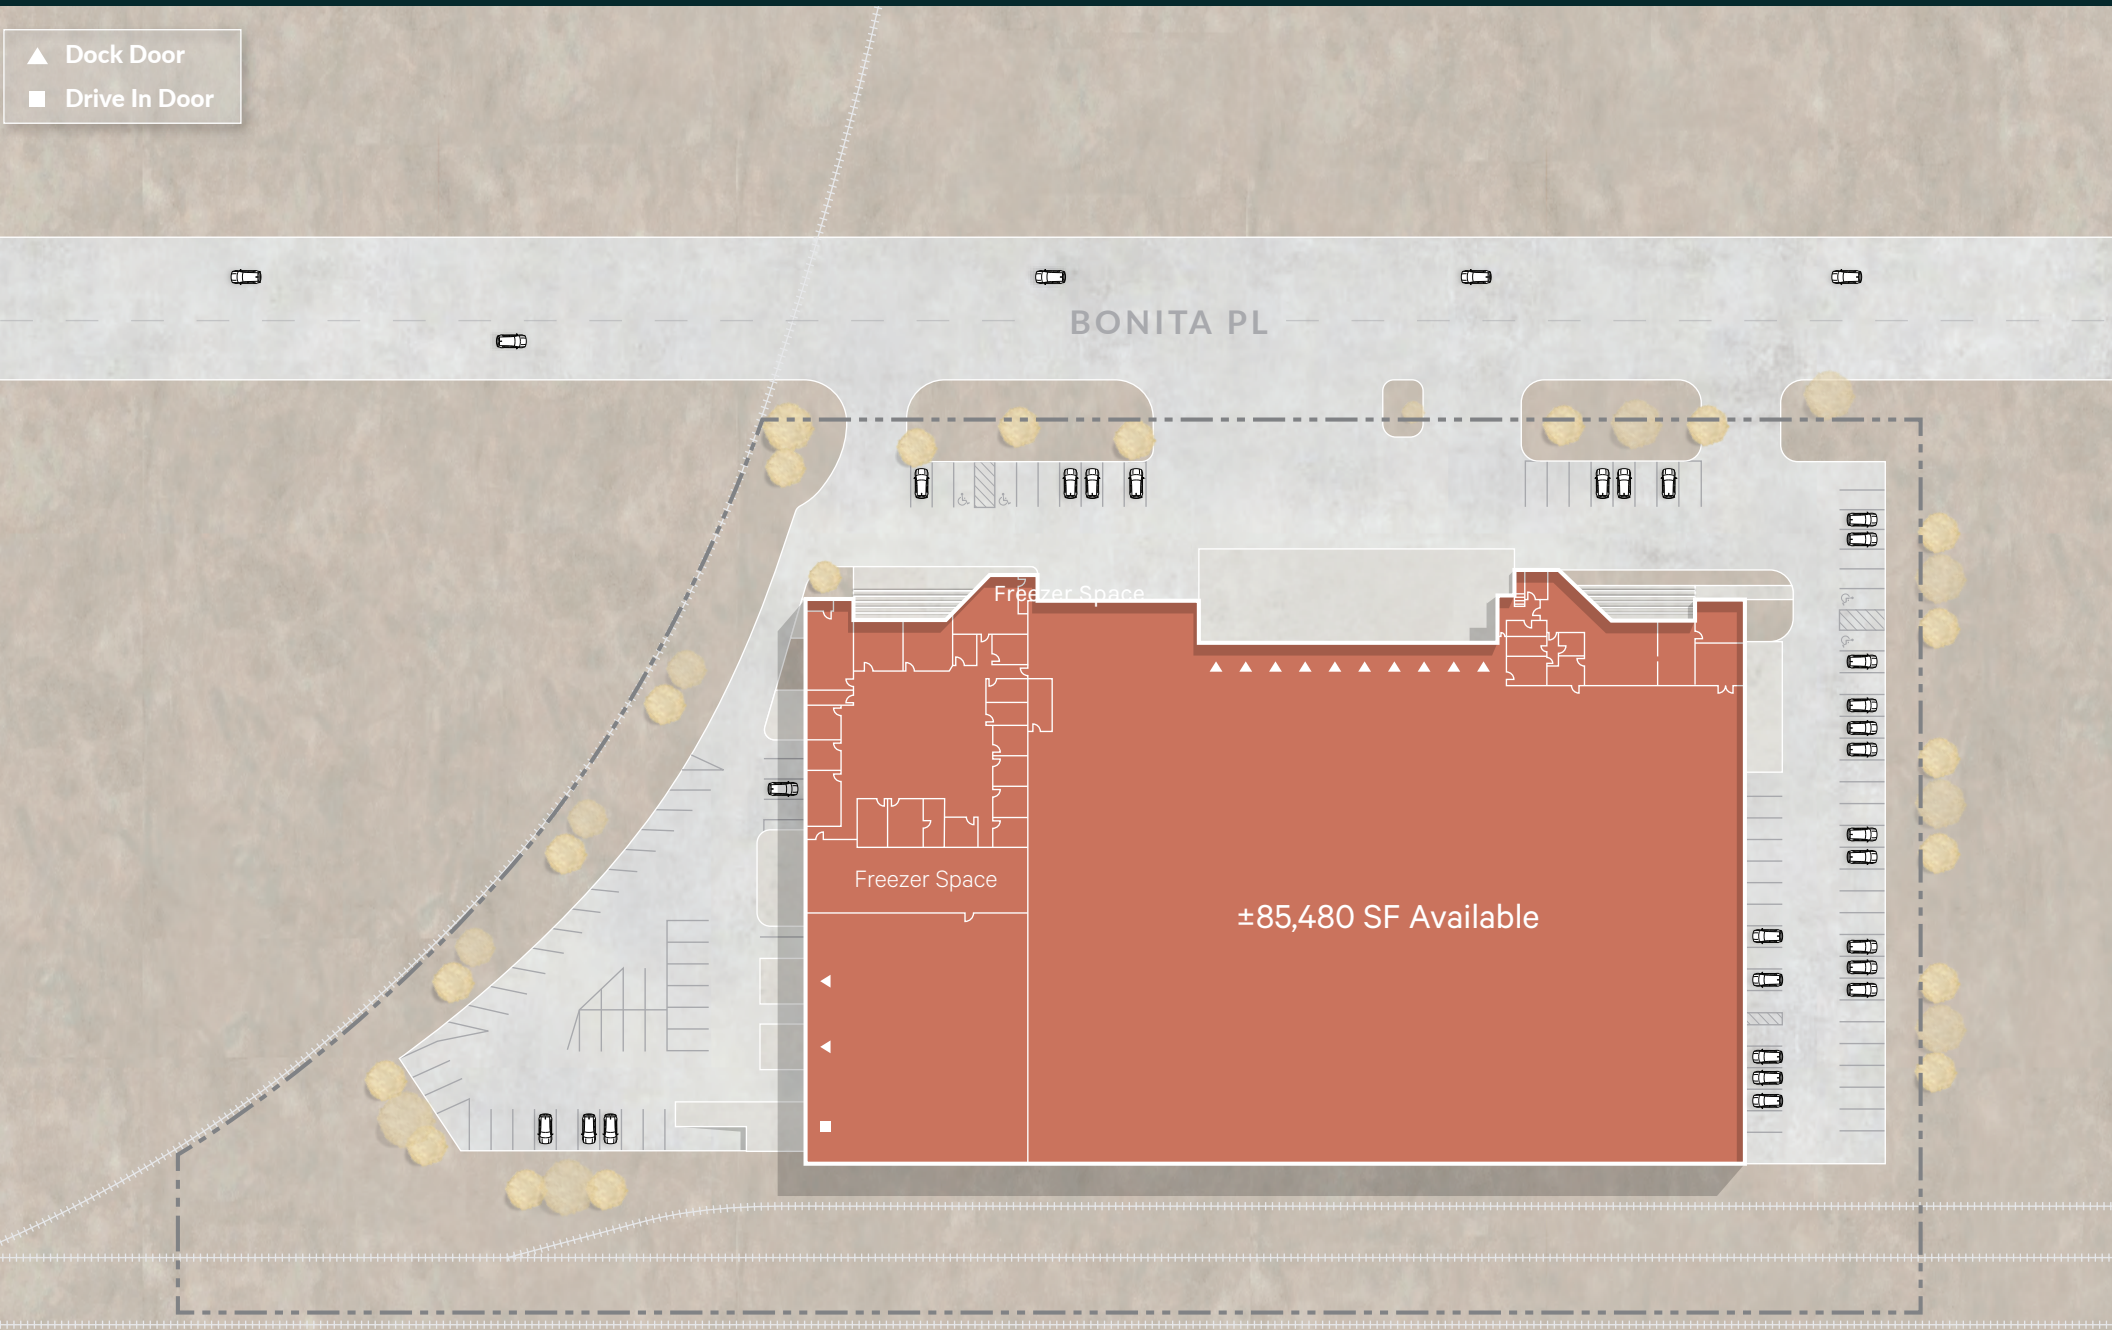 Dock Door
Drive In Door
BONITA PL
Freezer Space
Freezer Space
±85,480 SF Available